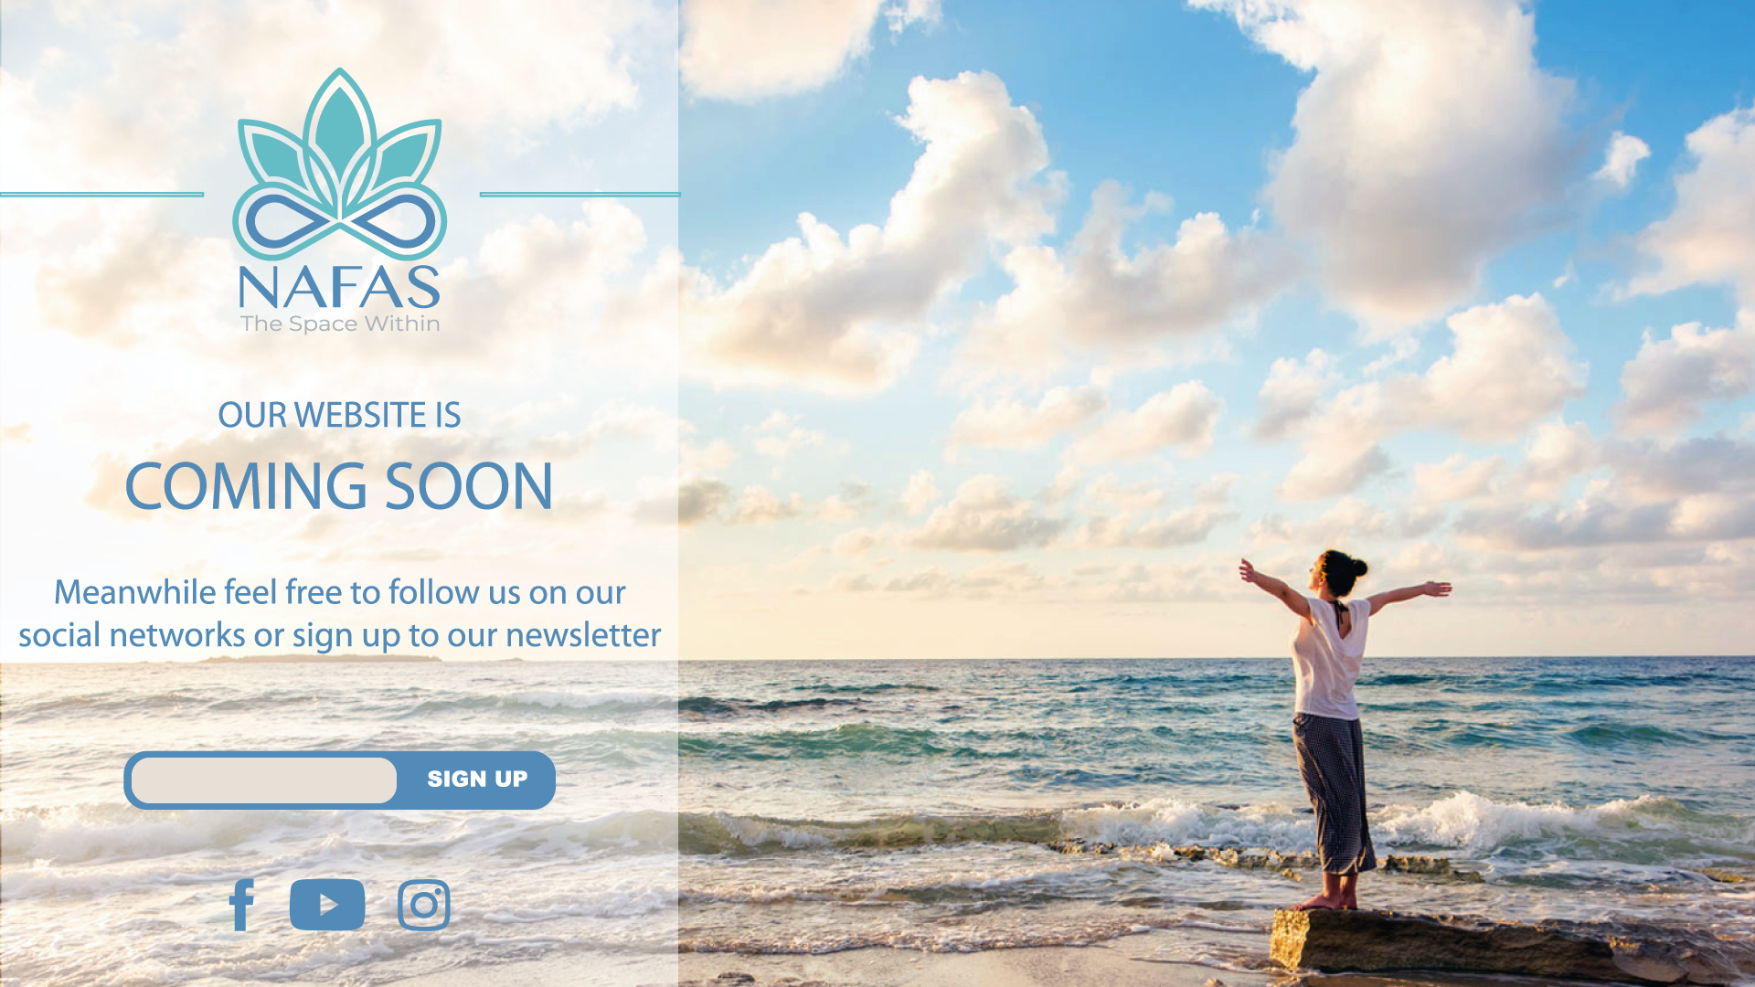 NAFAS
The Space Within
OUR WEBSITE IS
COMING SOON
Meanwhile feel free to follow us on our
social networks or sign up to our newsletter
SIGN UP